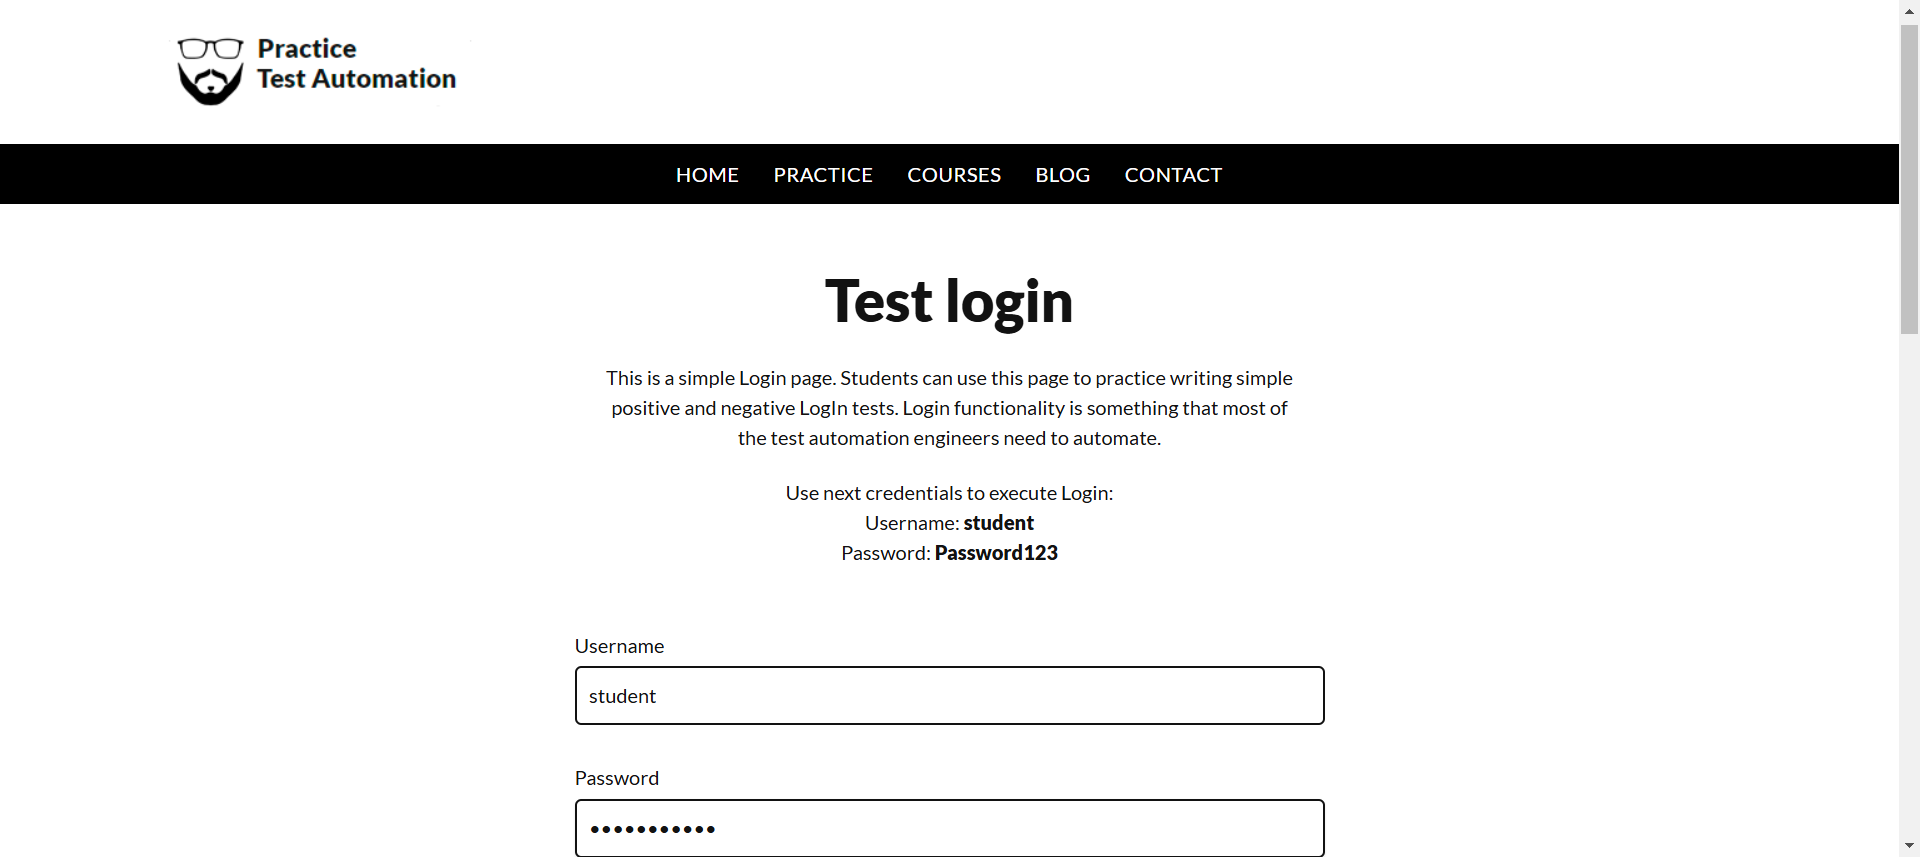 Practice
Test Automation
HOME PRACTICE COURSES BLOG CONTACT
Test login
This is a simple Login page. Students can use this page to practice writing simple
positive and negative LogIn tests. Login functionality is something that most of
the test automation engineers need to automate.
Use next credentials to execute Login:
Username: student
Password: Password123
Username
student
Password
•••••••••••